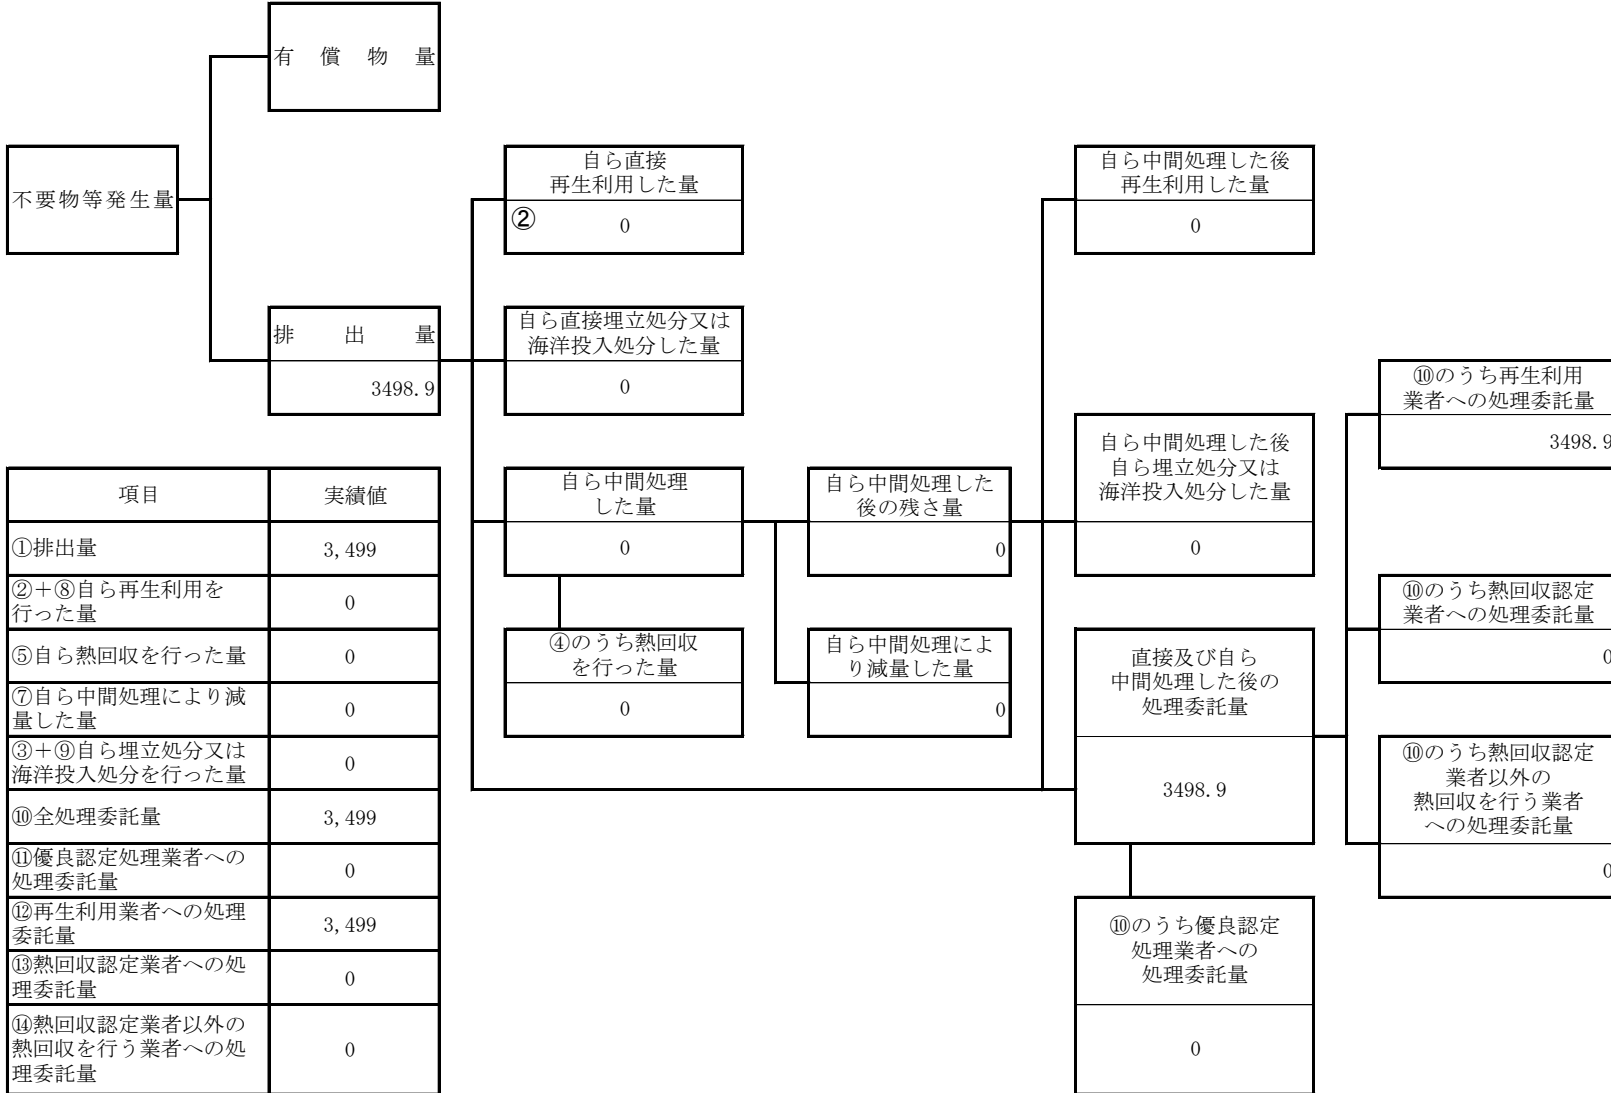 有償物量
不要物等発生量
排出量
3498.9
自ら直接
再生利用した量
②
0
自ら直接埋立処分又は
海洋投入処分した量
0
自ら中間処理
した量
0
④のうち熱回収
を行った量
0
自ら中間処理した
後の残さ量
0
自ら中間処理によ
り減量した量
0
自ら中間処理した後
再生利用した量
0
自ら中間処理した後
自ら埋立処分又は
海洋投入処分した量
0
直接及び自ら
中間処理した後の
処理委託量
3498.9
⑩のうち優良認定
処理業者への
処理委託量
0
⑩のうち再生利用
業者への処理委託量
3498.9
⑩のうち熱回収認定
業者への処理委託量
0
⑩のうち熱回収認定
業者以外の
熱回収を行う業者
への処理委託量
0
項目 実績値
①排出量 3,499
②＋⑧自ら再生利用を
行った量 0
⑤自ら熱回収を行った量 0
⑦自ら中間処理により減
量した量 0
③＋⑨自ら埋立処分又は
海洋投入処分を行った量 0
⑩全処理委託量 3,499
⑪優良認定処理業者への
処理委託量 0
⑫再生利用業者への処理
委託量 3,499
⑬熱回収認定業者への処
理委託量 0
⑭熱回収認定業者以外の
熱回収を行う業者への処
理委託量 0